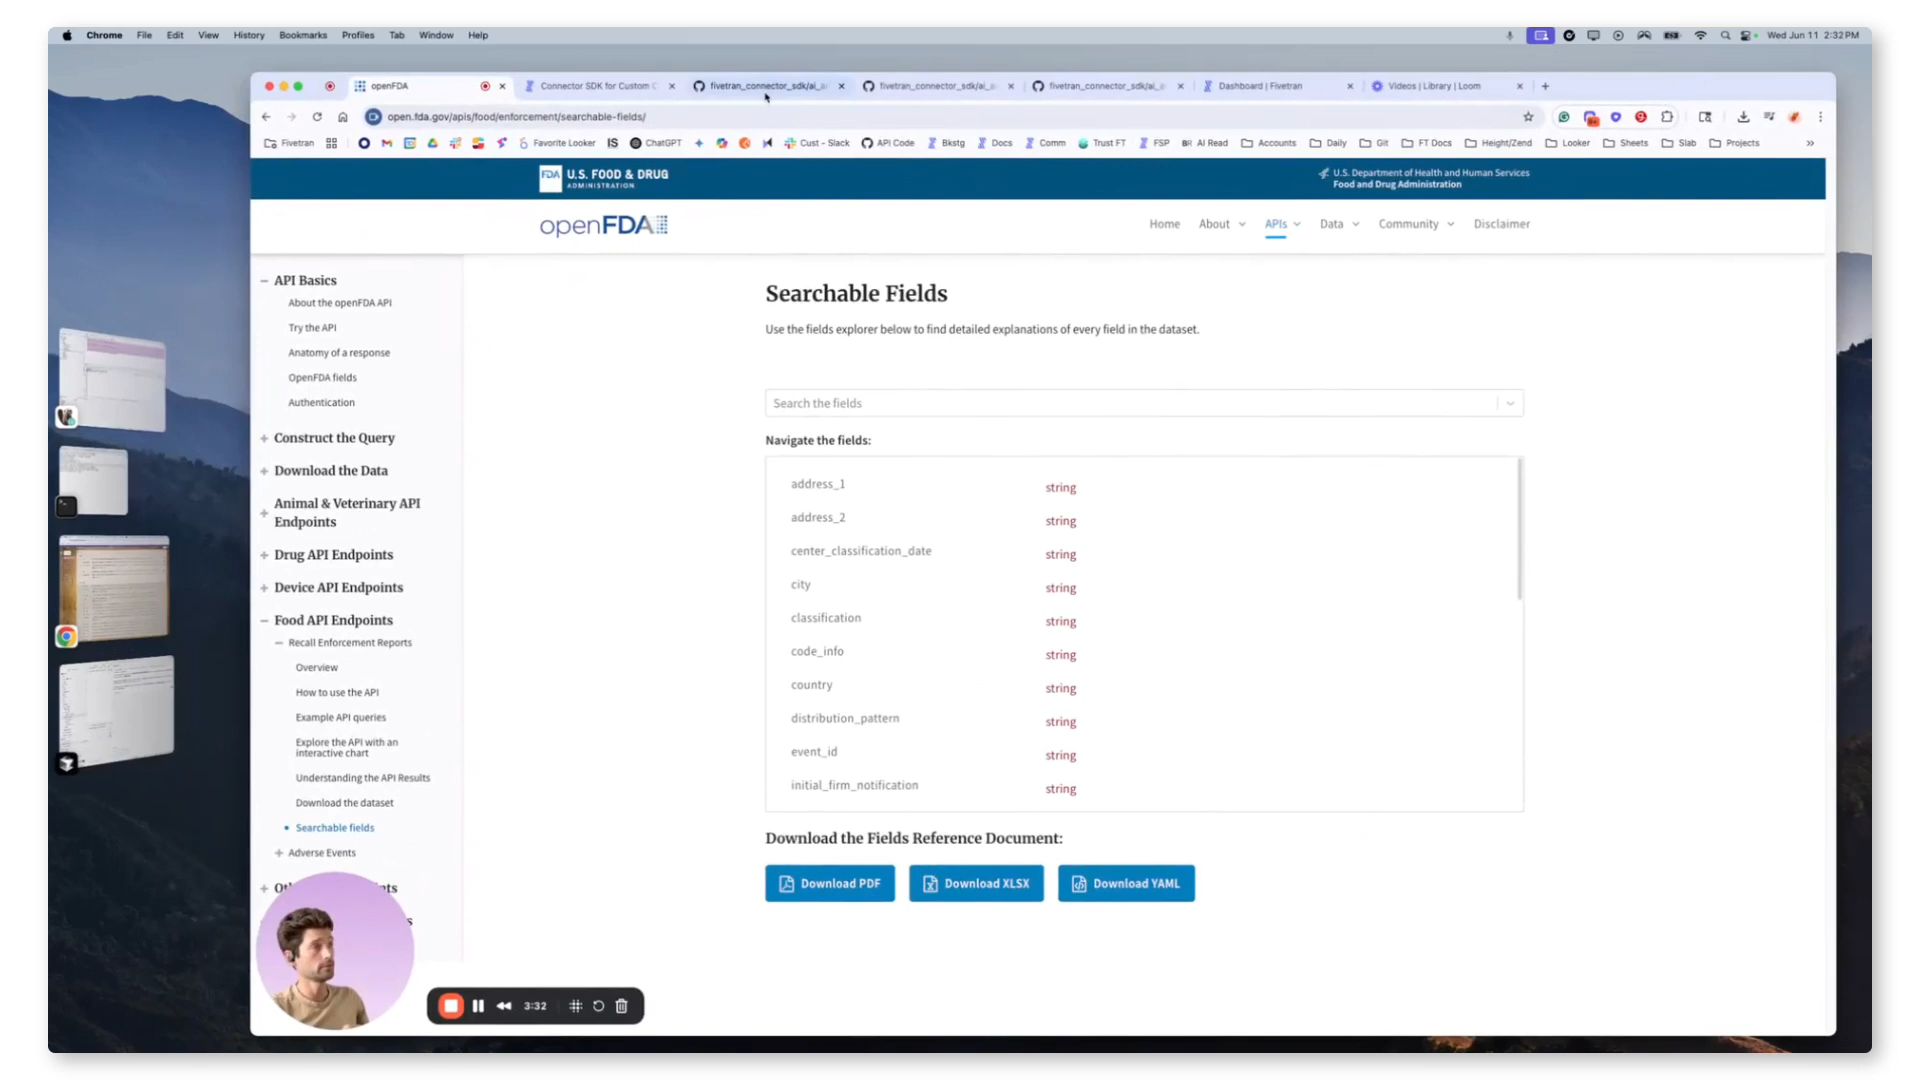 Chrome File Edit View History Bookmarks Profiles Tab Window Help Wed Jun 11 2:32 PM
openFDA Connector SDK for Custom C fivetran_connector_sdk/ai_a fivetran_connector_sdk/ai_a fivetran_connector_sdk/ai_a Dashboard | Fivetran Videos | Library | Loom
open.fda.gov/apis/food/enforcement/searchable-fields/
Fivetran Favorite Looker IS ChatGPT Cust - Slack API Code Bkstg Docs Comm Trust FT FSP BR AI Read Accounts Daily Git FT Docs Height/Zend Looker Sheets Slab Projects »
FDA U.S. FOOD & DRUG
ADMINISTRATION
U.S. Department of Health and Human Services
Food and Drug Administration
openFDA
Home About APIs Data Community Disclaimer
API Basics
About the openFDA API
Try the API
Anatomy of a response
OpenFDA fields
Authentication
Construct the Query
Download the Data
Animal & Veterinary API
Endpoints
Drug API Endpoints
Device API Endpoints
Food API Endpoints
Recall Enforcement Reports
Overview
How to use the API
Example API queries
Explore the API with an
interactive chart
Understanding the API Results
Download the dataset
Searchable fields
Adverse Events
Searchable Fields
Use the fields explorer below to find detailed explanations of every field in the dataset.
Search the fields
Navigate the fields:
address_1 string
address_2 string
center_classification_date string
city string
classification string
code_info string
country string
distribution_pattern string
event_id string
initial_firm_notification string
Download the Fields Reference Document:
Download PDF Download XLSX Download YAML
3:32